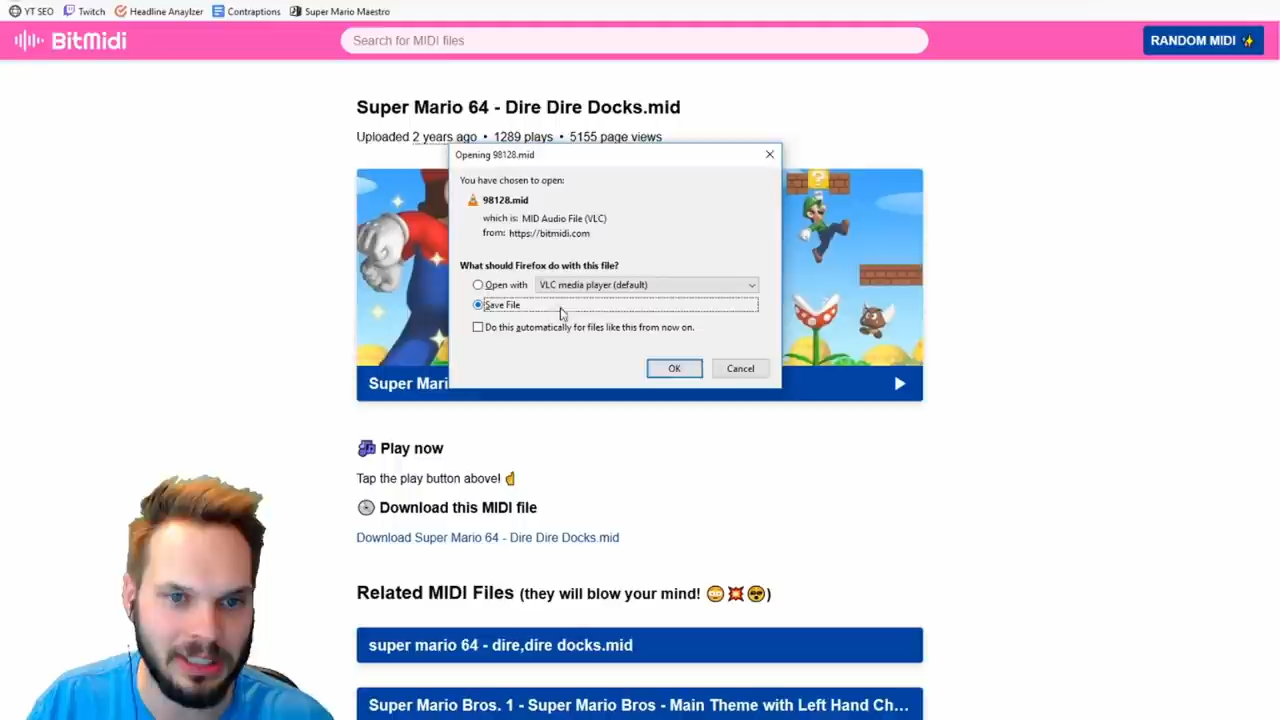 YT SEO Twitch Headline Anaylzer Contraptions Super Mario Maestro
BitMidi Search for MIDI files RANDOM MIDI
Super Mario 64 - Dire Dire Docks.mid
Uploaded 2 years ago • 1289 plays • 5155 page views
Opening 98128.mid
You have chosen to open:
98128.mid
which is: MID Audio File (VLC)
from: https://bitmidi.com
What should Firefox do with this file?
Open with VLC media player (default)
Save File
Do this automatically for files like this from now on.
OK Cancel
Super Mari
Play now
Tap the play button above!
Download this MIDI file
Download Super Mario 64 - Dire Dire Docks.mid
Related MIDI Files (they will blow your mind! )
super mario 64 - dire,dire docks.mid
Super Mario Bros. 1 - Super Mario Bros - Main Theme with Left Hand Ch...